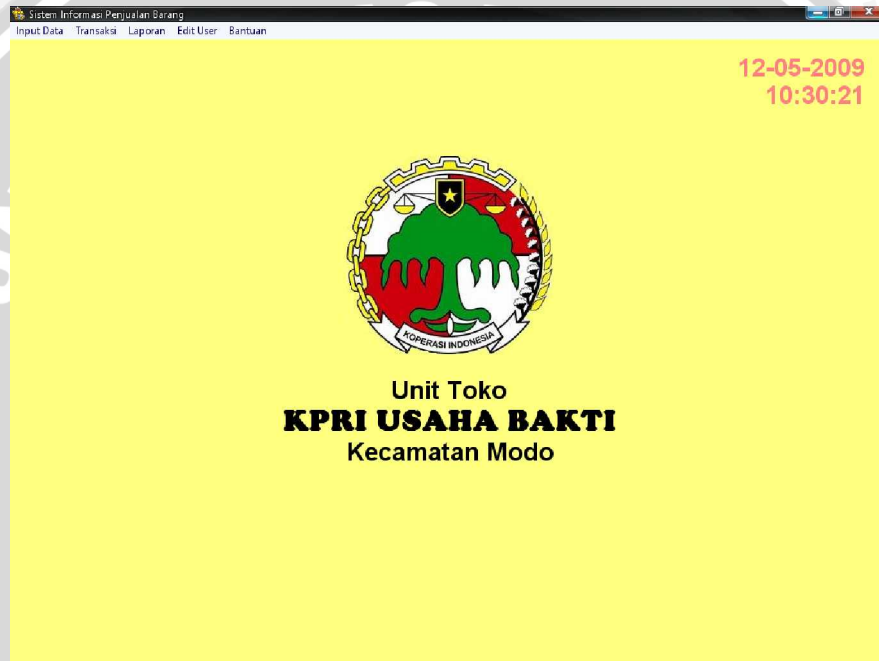 Sistem Informasi Penjualan Barang
Input Data Transaksi Laporan Edit User Bantuan
12-05-2009
10:30:21
KOPERASI INDONESIA
Unit Toko
KPRI USAHA BAKTI
Kecamatan Modo